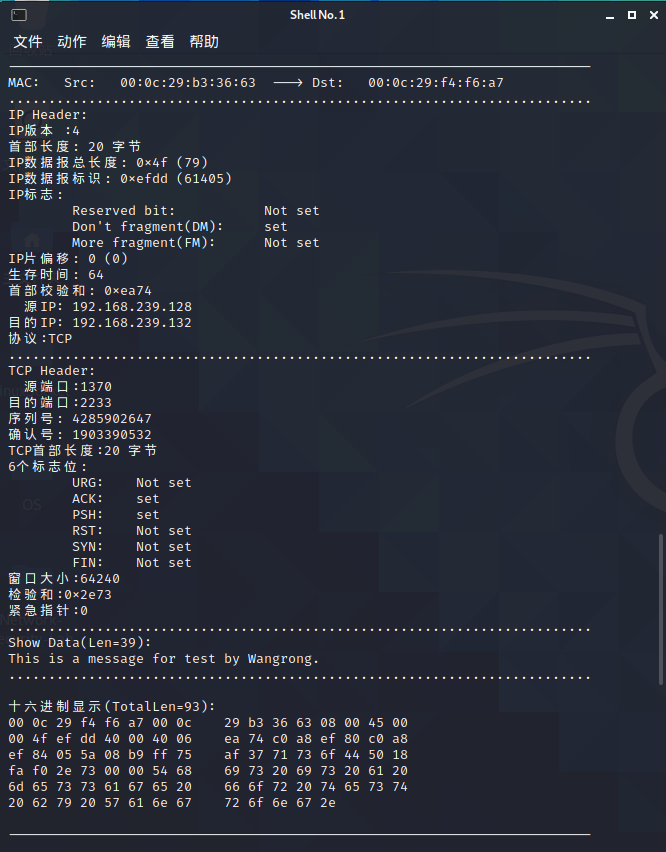 Shell No. 1
文件 动作 编辑 查看 帮助
MAC: Src: 00:0c:29:b3:36:63 ---> Dst: 00:0c:29:f4:f6:a7
IP Header:
IP版本 :4
首部长度: 20 字节
IP数据报总长度: 0×4f (79)
IP数据报标识: 0×efdd (61405)
IP标志:
Reserved bit: Not set
Don't fragment(DM): set
More fragment(FM): Not set
IP片偏移: 0 (0)
生存时间: 64
首部校验和: 0×ea74
源IP: 192.168.239.128
目的IP: 192.168.239.132
协议:TCP
TCP Header:
源端口:1370
目的端口:2233
序列号: 4285902647
确认号: 1903390532
TCP首部长度:20 字节
6个标志位:
URG: Not set
ACK: set
PSH: set
RST: Not set
SYN: Not set
FIN: Not set
窗口大小:64240
检验和:0×2e73
紧急指针:0
Show Data(Len=39):
This is a message for test by Wangrong.
十六进制显示(TotalLen=93):
00 0c 29 f4 f6 a7 00 0c 29 b3 36 63 08 00 45 00
00 4f ef dd 40 00 40 06 ea 74 c0 a8 ef 80 c0 a8
ef 84 05 5a 08 b9 ff 75 af 37 71 73 6f 44 50 18
fa f0 2e 73 00 00 54 68 69 73 20 69 73 20 61 20
6d 65 73 73 61 67 65 20 66 6f 72 20 74 65 73 74
20 62 79 20 57 61 6e 67 72 6f 6e 67 2e